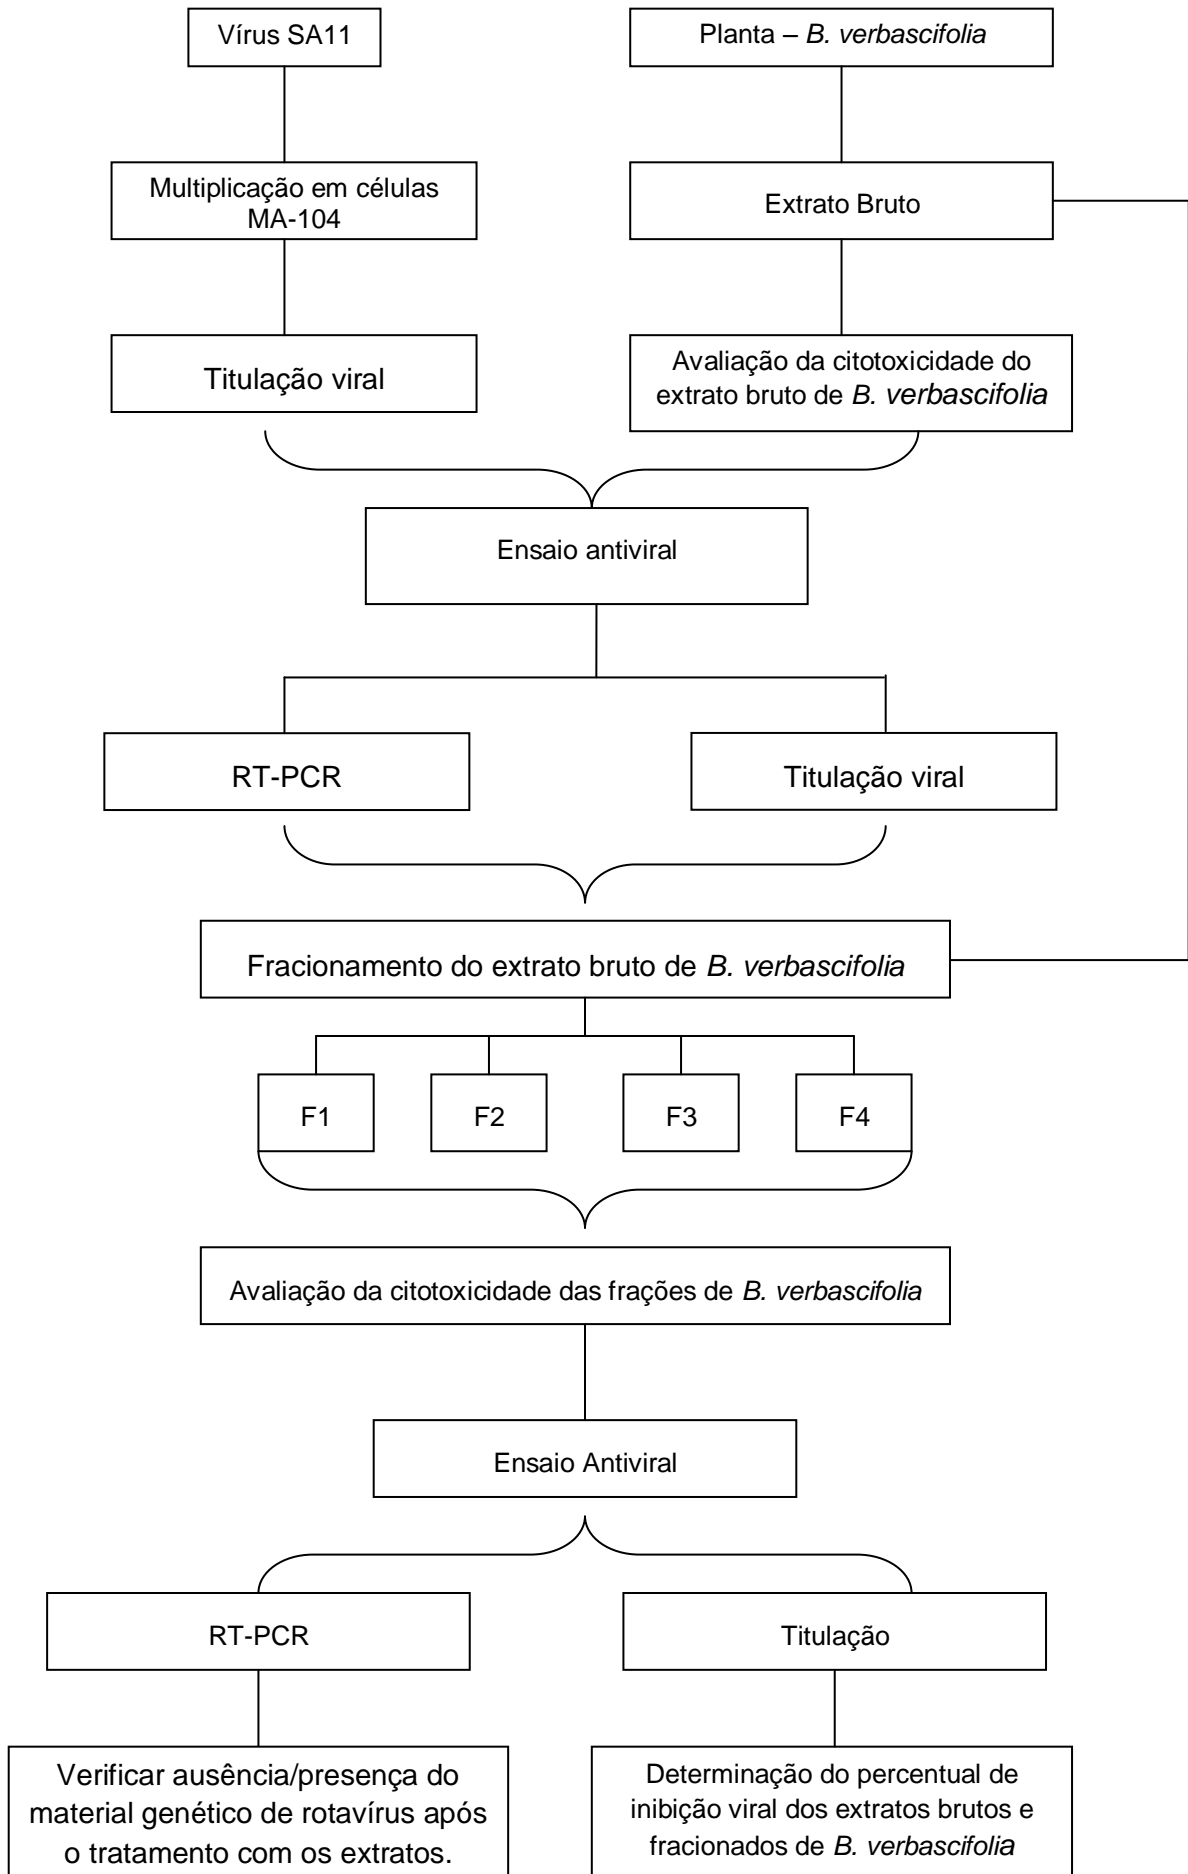 Vírus SA11
Planta – B. verbascifolia
Multiplicação em células
MA-104
Extrato Bruto
Titulação viral
Avaliação da citotoxicidade do
extrato bruto de B. verbascifolia
Ensaio antiviral
RT-PCR
Titulação viral
Fracionamento do extrato bruto de B. verbascifolia
F1
F2
F3
F4
Avaliação da citotoxicidade das frações de B. verbascifolia
Ensaio Antiviral
RT-PCR
Titulação
Verificar ausência/presença do
material genético de rotavírus após
o tratamento com os extratos.
Determinação do percentual de
inibição viral dos extratos brutos e
fracionados de B. verbascifolia